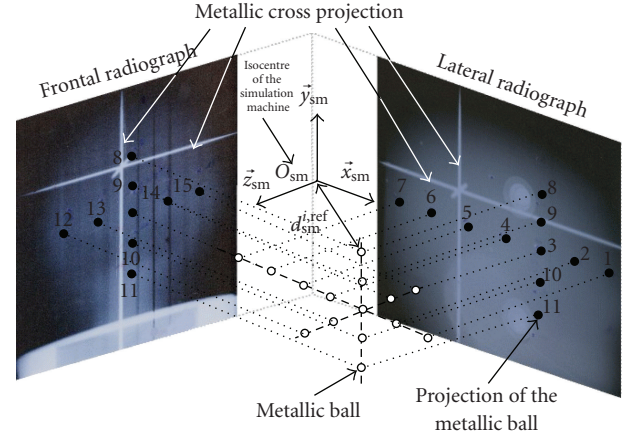 Metallic cross projection
Frontal radiograph
Lateral radiograph
Isocentre
of the
simulation
machine
y⃗sm
Osm
z⃗sm
x⃗sm
d⃗sm^i,ref
8
9
15
14
13
12
10
11
7
6
5
4
8
9
3
2
1
10
11
Metallic ball
Projection of the
metallic ball